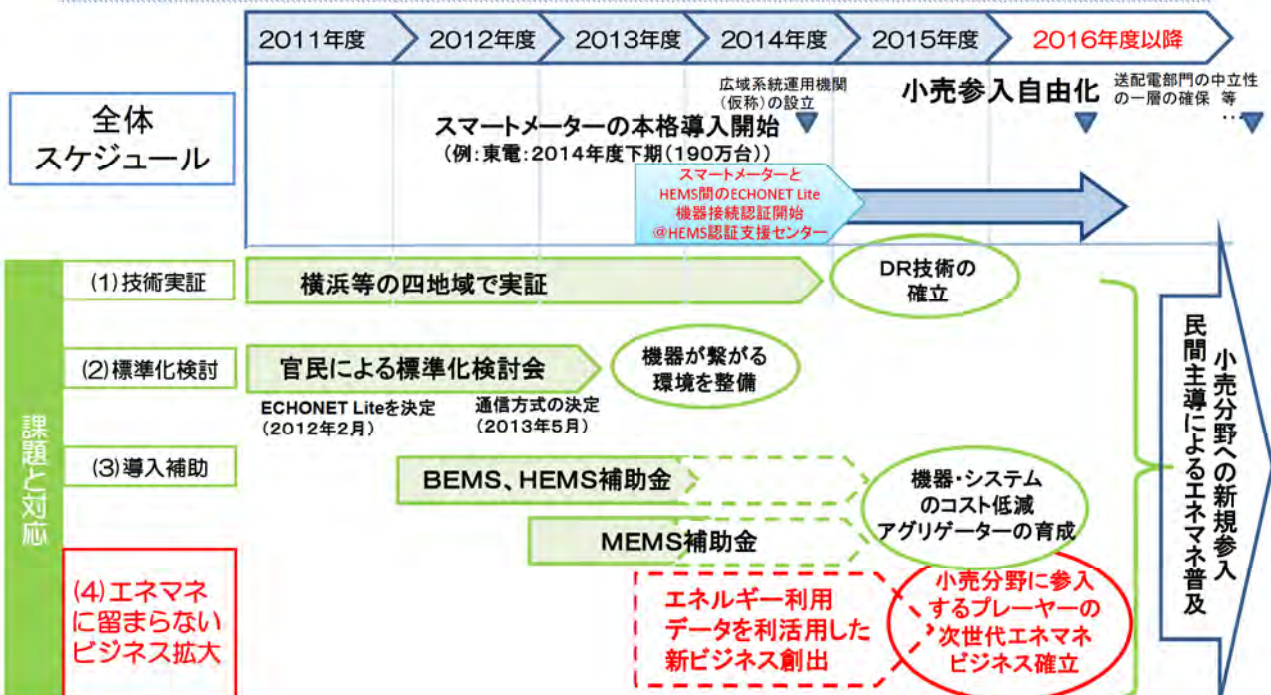 2011年度
2012年度
2013年度
2014年度
2015年度
2016年度以降
全体
スケジュール
広域系統運用機関
(仮称)の設立
小売参入自由化
送配電部門の中立性
の一層の確保 等
…
スマートメーターの本格導入開始
(例:東電:2014年度下期(190万台))
スマートメーターと
HEMS間のECHONET Lite
機器接続認証開始
@HEMS認証支援センター
課題と対応
(1)技術実証
横浜等の四地域で実証
DR技術の
確立
(2)標準化検討
官民による標準化検討会
機器が繋がる
環境を整備
ECHONET Liteを決定
(2012年2月)
通信方式の決定
(2013年5月)
(3)導入補助
BEMS、HEMS補助金
MEMS補助金
機器・システム
のコスト低減
アグリゲーターの育成
(4)エネマネ
に留まらない
ビジネス拡大
エネルギー利用
データを利活用した
新ビジネス創出
小売分野に参入
するプレーヤーの
次世代エネマネ
ビジネス確立
小売分野への新規参入
民間主導によるエネマネ普及